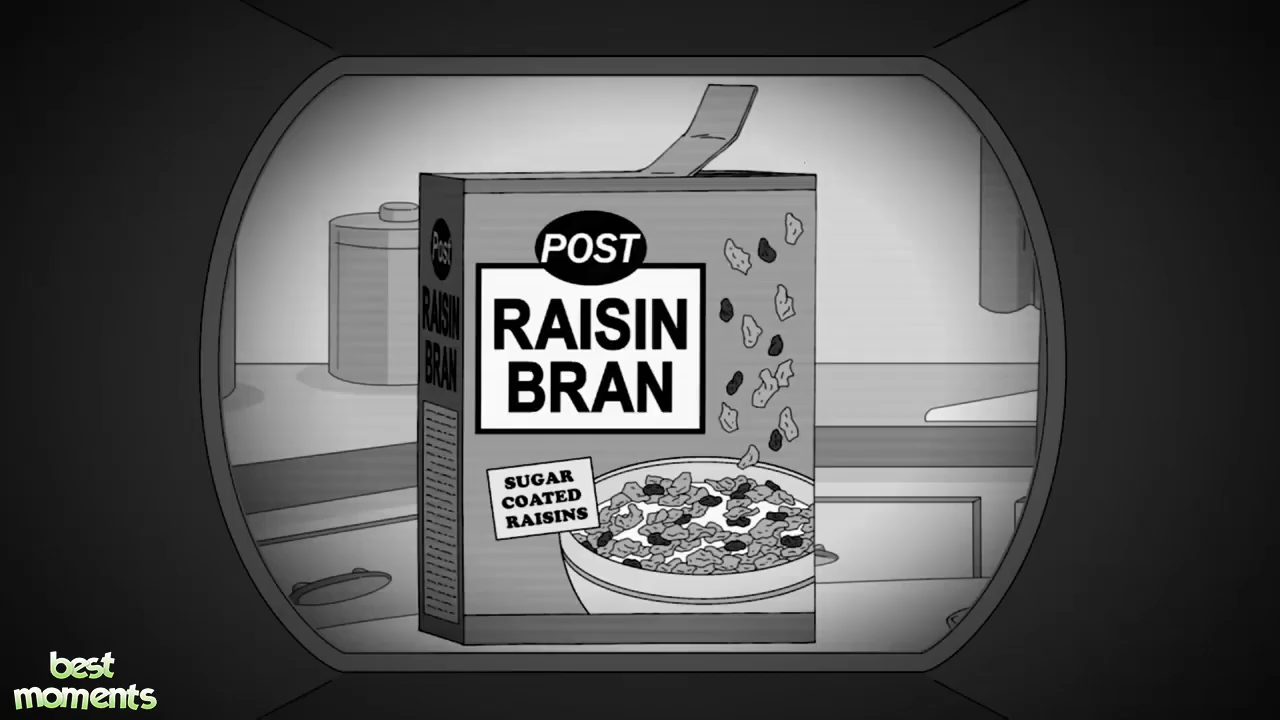 POST
RAISIN
BRAN
SUGAR
COATED
RAISINS
Post
RAISIN
BRAN
best
moments